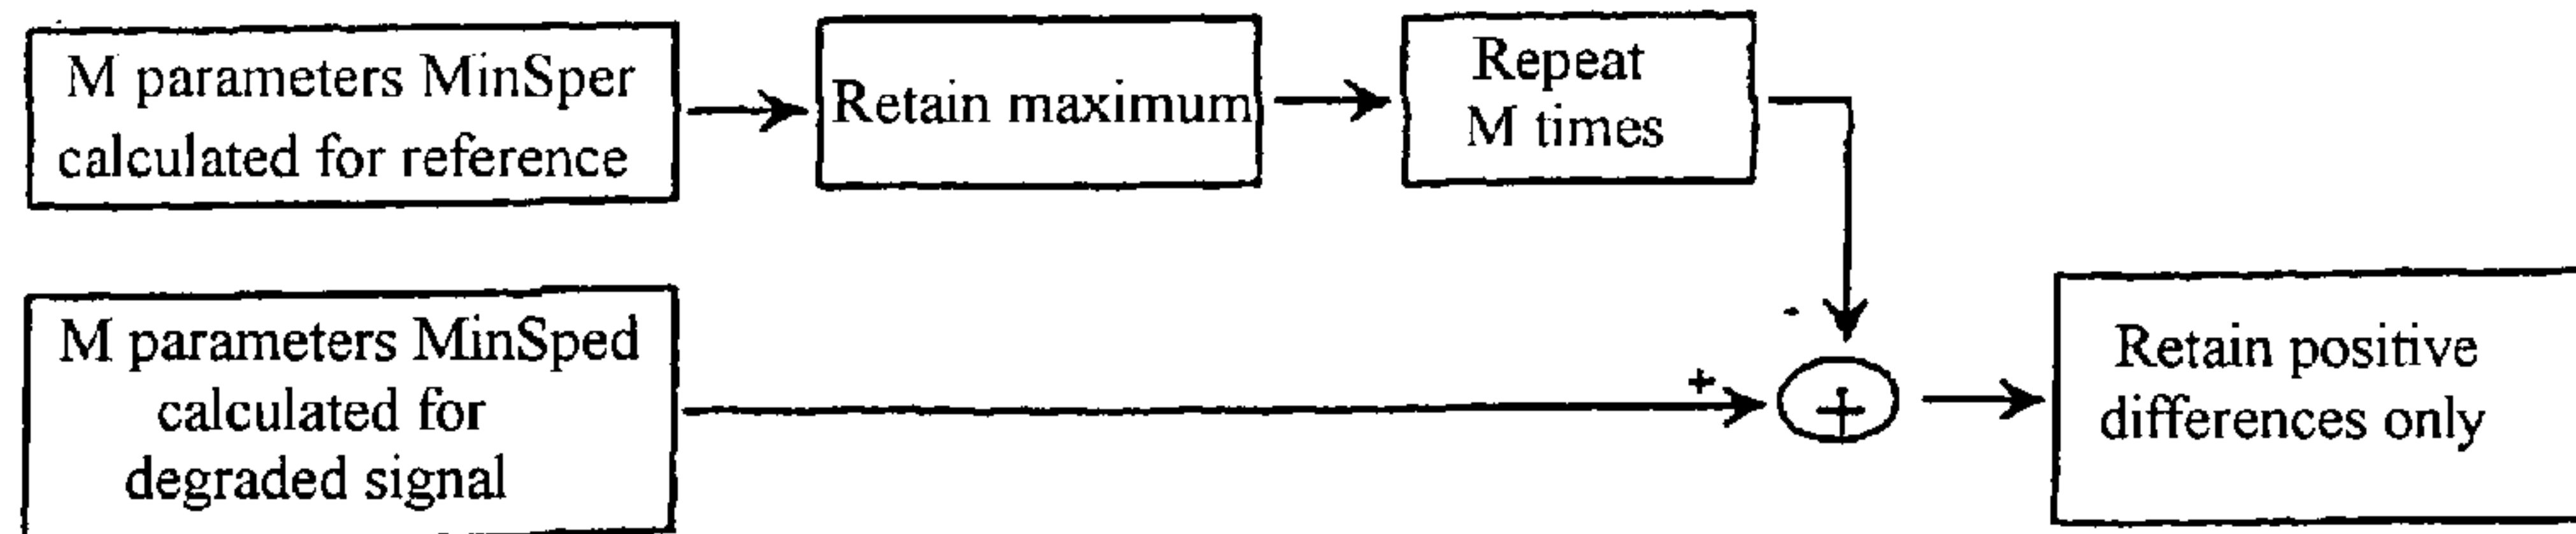 M parameters MinSper
calculated for reference
Retain maximum
Repeat
M times
M parameters MinSped
calculated for
degraded signal
-
+
+
Retain positive
differences only